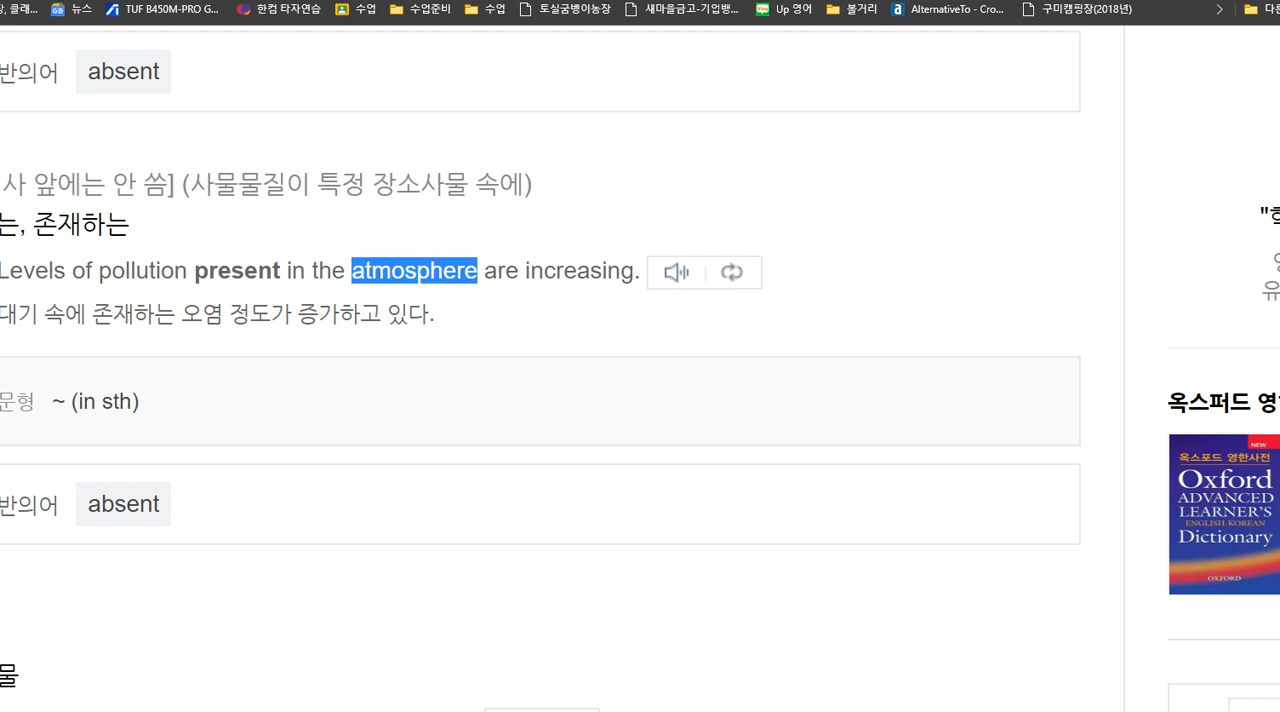 뉴스 TUF B450M-PRO G... 한컴 타자연습 수업 수업준비 수업 토실굼벵이농장 새마을금고-기업뱅... Up 영어 볼거리 AlternativeTo - Cro... 구미캠핑장(2018년)
반의어 absent
사 앞에는 안 씀] (사물물질이 특정 장소사물 속에)
는, 존재하는
Levels of pollution present in the atmosphere are increasing.
대기 속에 존재하는 오염 정도가 증가하고 있다.
문형 ~ (in sth)
반의어 absent
물
옥스퍼드 영
NEW
옥스포드 영한사전
Oxford
ADVANCED
LEARNER'S
ENGLISH-KOREAN
Dictionary
OXFORD